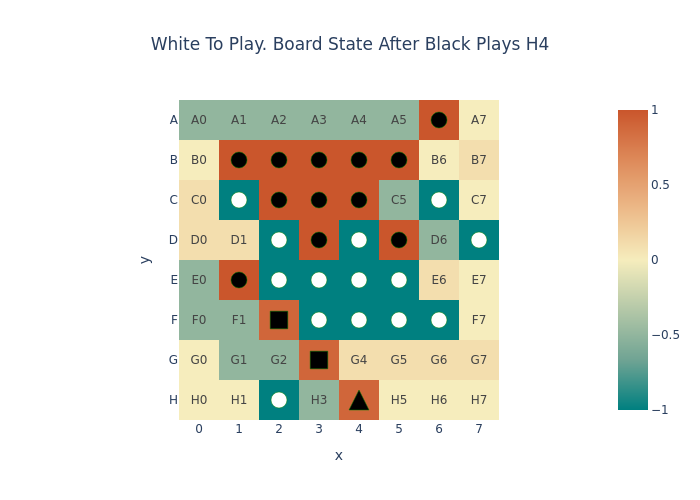 White To Play. Board State After Black Plays H4
A A0 A1 A2 A3 A4 A5 A7
B B0 B6 B7
C C0 C5 C7
D D0 D1 D6
E E0 E6 E7
F F0 F1 F7
G G0 G1 G2 G4 G5 G6 G7
H H0 H1 H3 H5 H6 H7
0 1 2 3 4 5 6 7
x
y
1
0.5
0
−0.5
−1